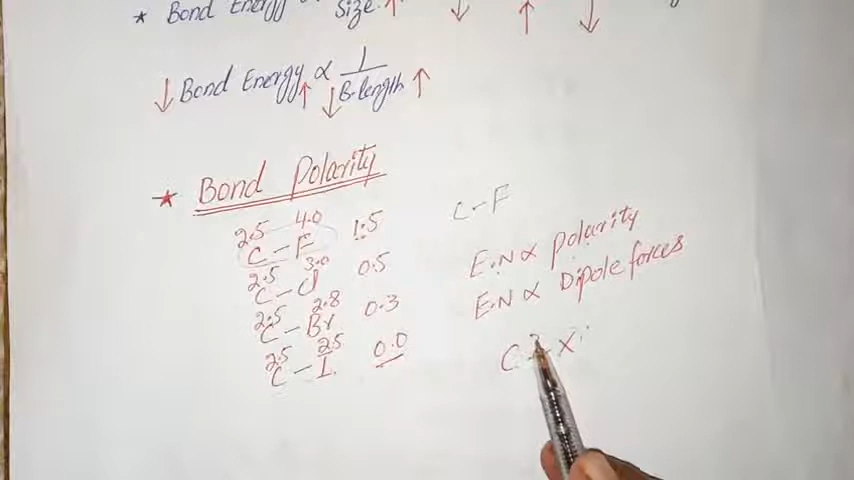 * Bond Energy
Size ↑ ↓ ↑ ↓
↓ Bond Energy ↑ ∝ 1 / ↓ B.length ↑
* Bond Polarity
2.5 4.0
C – F 1.5
2.5 3.0
C – Cl 0.5
2.5 2.8
C – Br 0.3
2.5 2.5
C – I. 0.0
C – F
E.N ∝ polarity
E.N ∝ Dipole forces
C – X